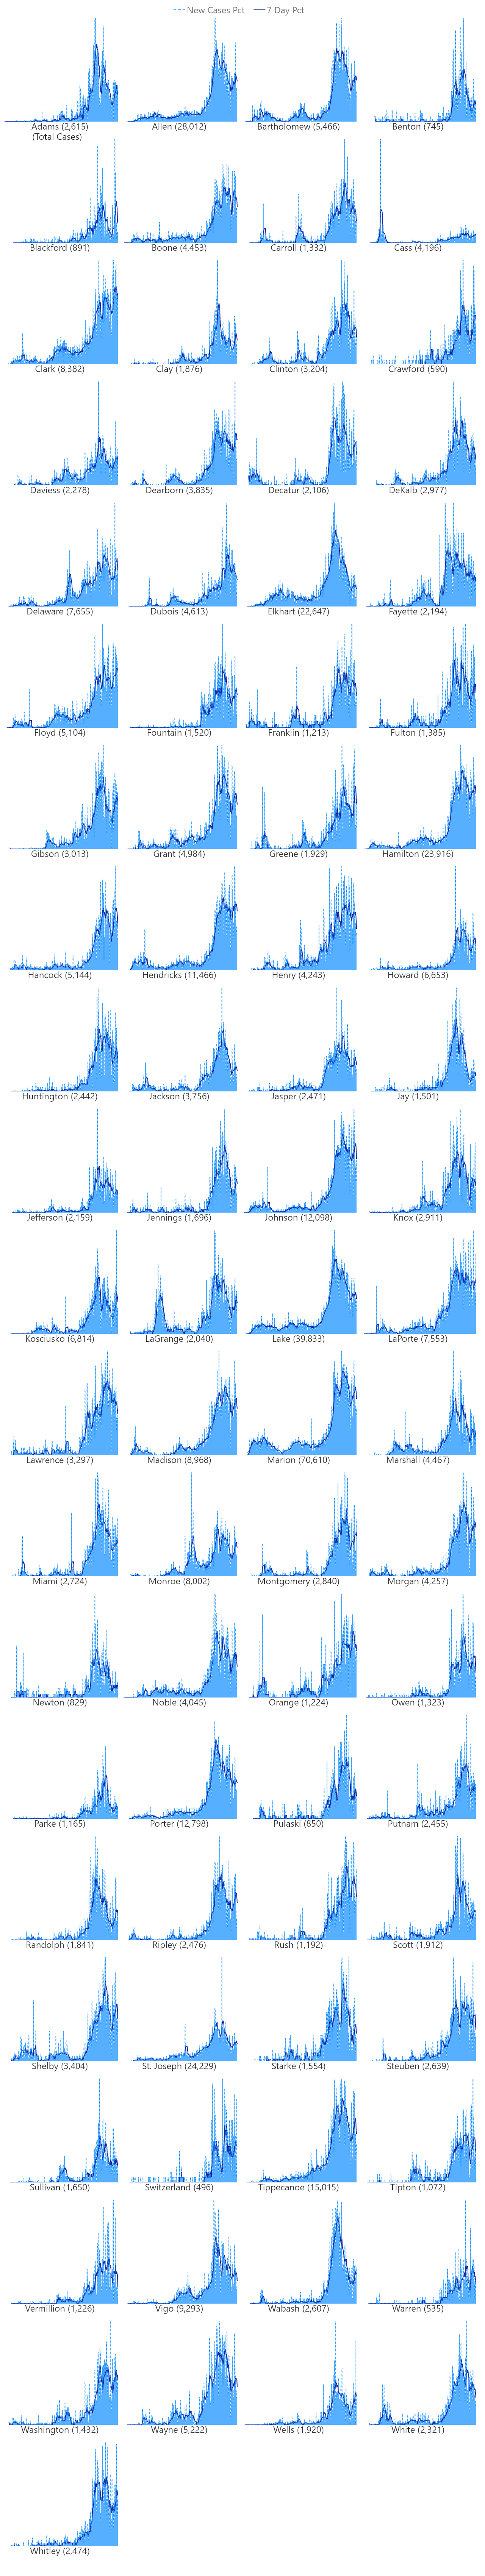 New Cases Pct 7 Day Pct
Adams (2,615) Allen (28,012) Bartholomew (5,466) Benton (745)
(Total Cases)
Blackford (891) Boone (4,453) Carroll (1,332) Cass (4,196)
Clark (8,382) Clay (1,876) Clinton (3,204) Crawford (590)
Daviess (2,278) Dearborn (3,835) Decatur (2,106) DeKalb (2,977)
Delaware (7,655) Dubois (4,613) Elkhart (22,647) Fayette (2,194)
Floyd (5,104) Fountain (1,520) Franklin (1,213) Fulton (1,385)
Gibson (3,013) Grant (4,984) Greene (1,929) Hamilton (23,916)
Hancock (5,144) Hendricks (11,466) Henry (4,243) Howard (6,653)
Huntington (2,442) Jackson (3,756) Jasper (2,471) Jay (1,501)
Jefferson (2,159) Jennings (1,696) Johnson (12,098) Knox (2,911)
Kosciusko (6,814) LaGrange (2,040) Lake (39,833) LaPorte (7,553)
Lawrence (3,297) Madison (8,968) Marion (70,610) Marshall (4,467)
Miami (2,724) Monroe (8,002) Montgomery (2,840) Morgan (4,257)
Newton (829) Noble (4,045) Orange (1,224) Owen (1,323)
Parke (1,165) Porter (12,798) Pulaski (850) Putnam (2,455)
Randolph (1,841) Ripley (2,476) Rush (1,192) Scott (1,912)
Shelby (3,404) St. Joseph (24,229) Starke (1,554) Steuben (2,639)
Sullivan (1,650) Switzerland (496) Tippecanoe (15,015) Tipton (1,072)
Vermillion (1,226) Vigo (9,293) Wabash (2,607) Warren (535)
Washington (1,432) Wayne (5,222) Wells (1,920) White (2,321)
Whitley (2,474)